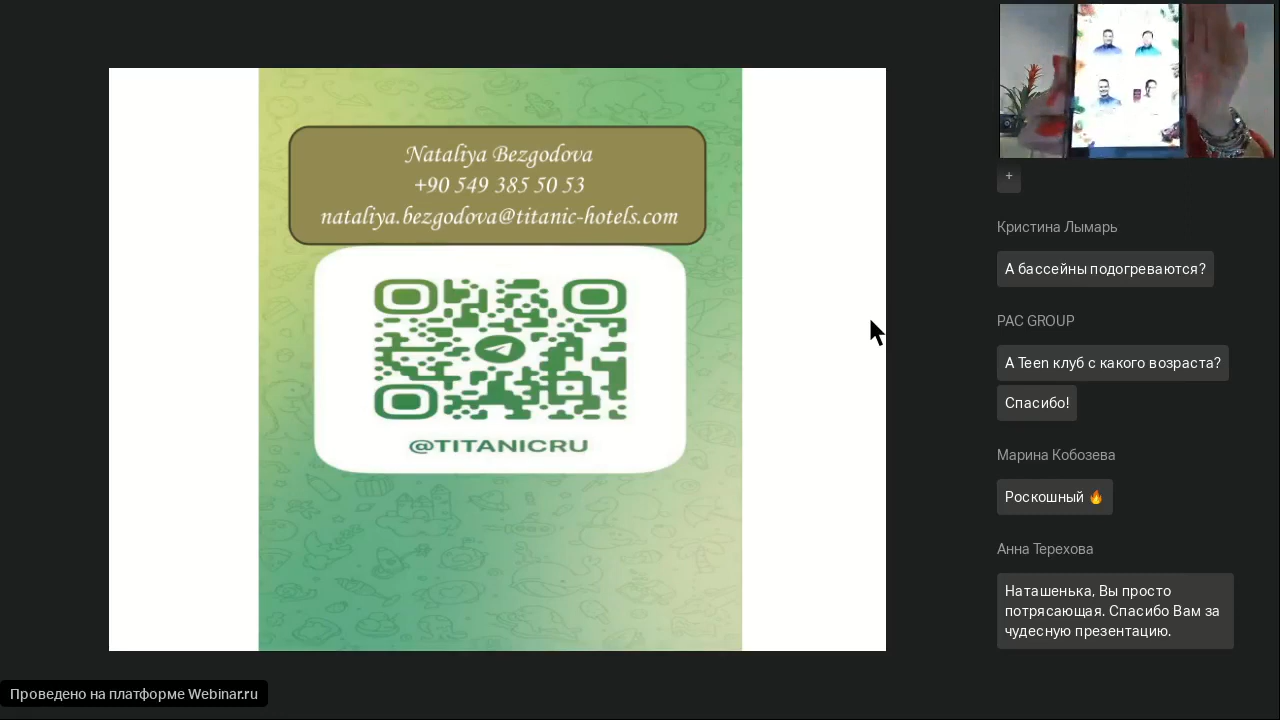 Nataliya Bezgodova
+90 549 385 50 53
nataliya.bezgodova@titanic-hotels.com
@TITANICRU
+
Кристина Лымарь
А бассейны подогреваются?
PAC GROUP
А Teen клуб с какого возраста?
Спасибо!
Марина Кобозева
Роскошный 🔥
Анна Терехова
Наташенька, Вы просто
потрясающая. Спасибо Вам за
чудесную презентацию.
Проведено на платформе Webinar.ru